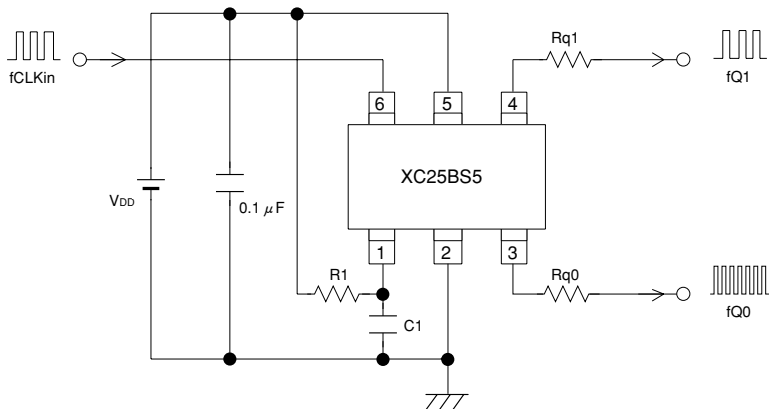 Rq1
fCLKin
fQ1
6
5
4
XC25BS5
VDD
0.1 μF
1
2
3
R1
Rq0
C1
fQ0